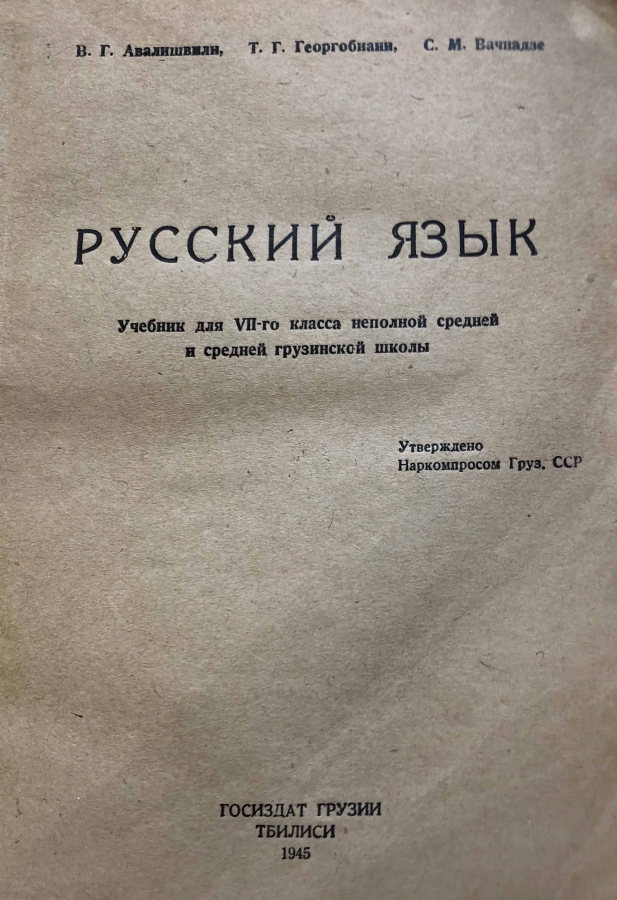 В. Г. Авалишвили, Т. Г. Георгобиани, С. М. Вачнадзе
РУССКИЙ ЯЗЫК
Учебник для VII-го класса неполной средней
и средней грузинской школы
Утверждено
Наркомпросом Груз. ССР
ГОСИЗДАТ ГРУЗИИ
ТБИЛИСИ
1945